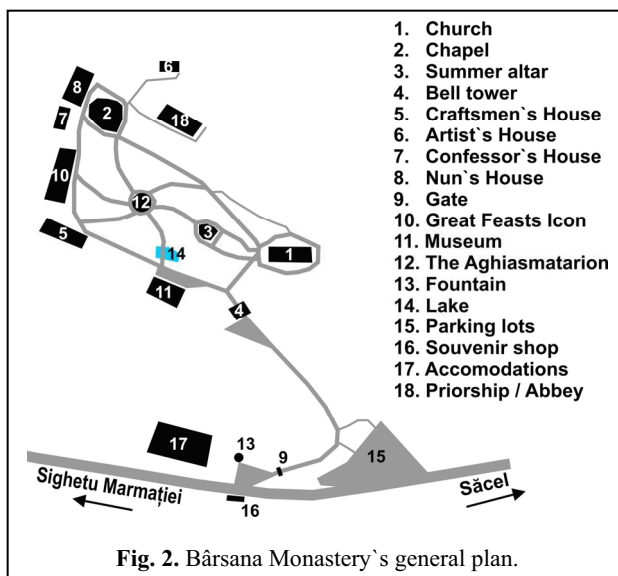 1. Church
2. Chapel
3. Summer altar
4. Bell tower
5. Craftsmen`s House
6. Artist`s House
7. Confessor`s House
8. Nun`s House
9. Gate
10. Great Feasts Icon
11. Museum
12. The Aghiasmatarion
13. Fountain
14. Lake
15. Parking lots
16. Souvenir shop
17. Accomodations
18. Priorship / Abbey
6
8
2
18
7
10
12
5
3
14
1
11
4
17
13
9
15
Sighetu Marmației
16
Săcel
Fig. 2. Bârsana Monastery`s general plan.